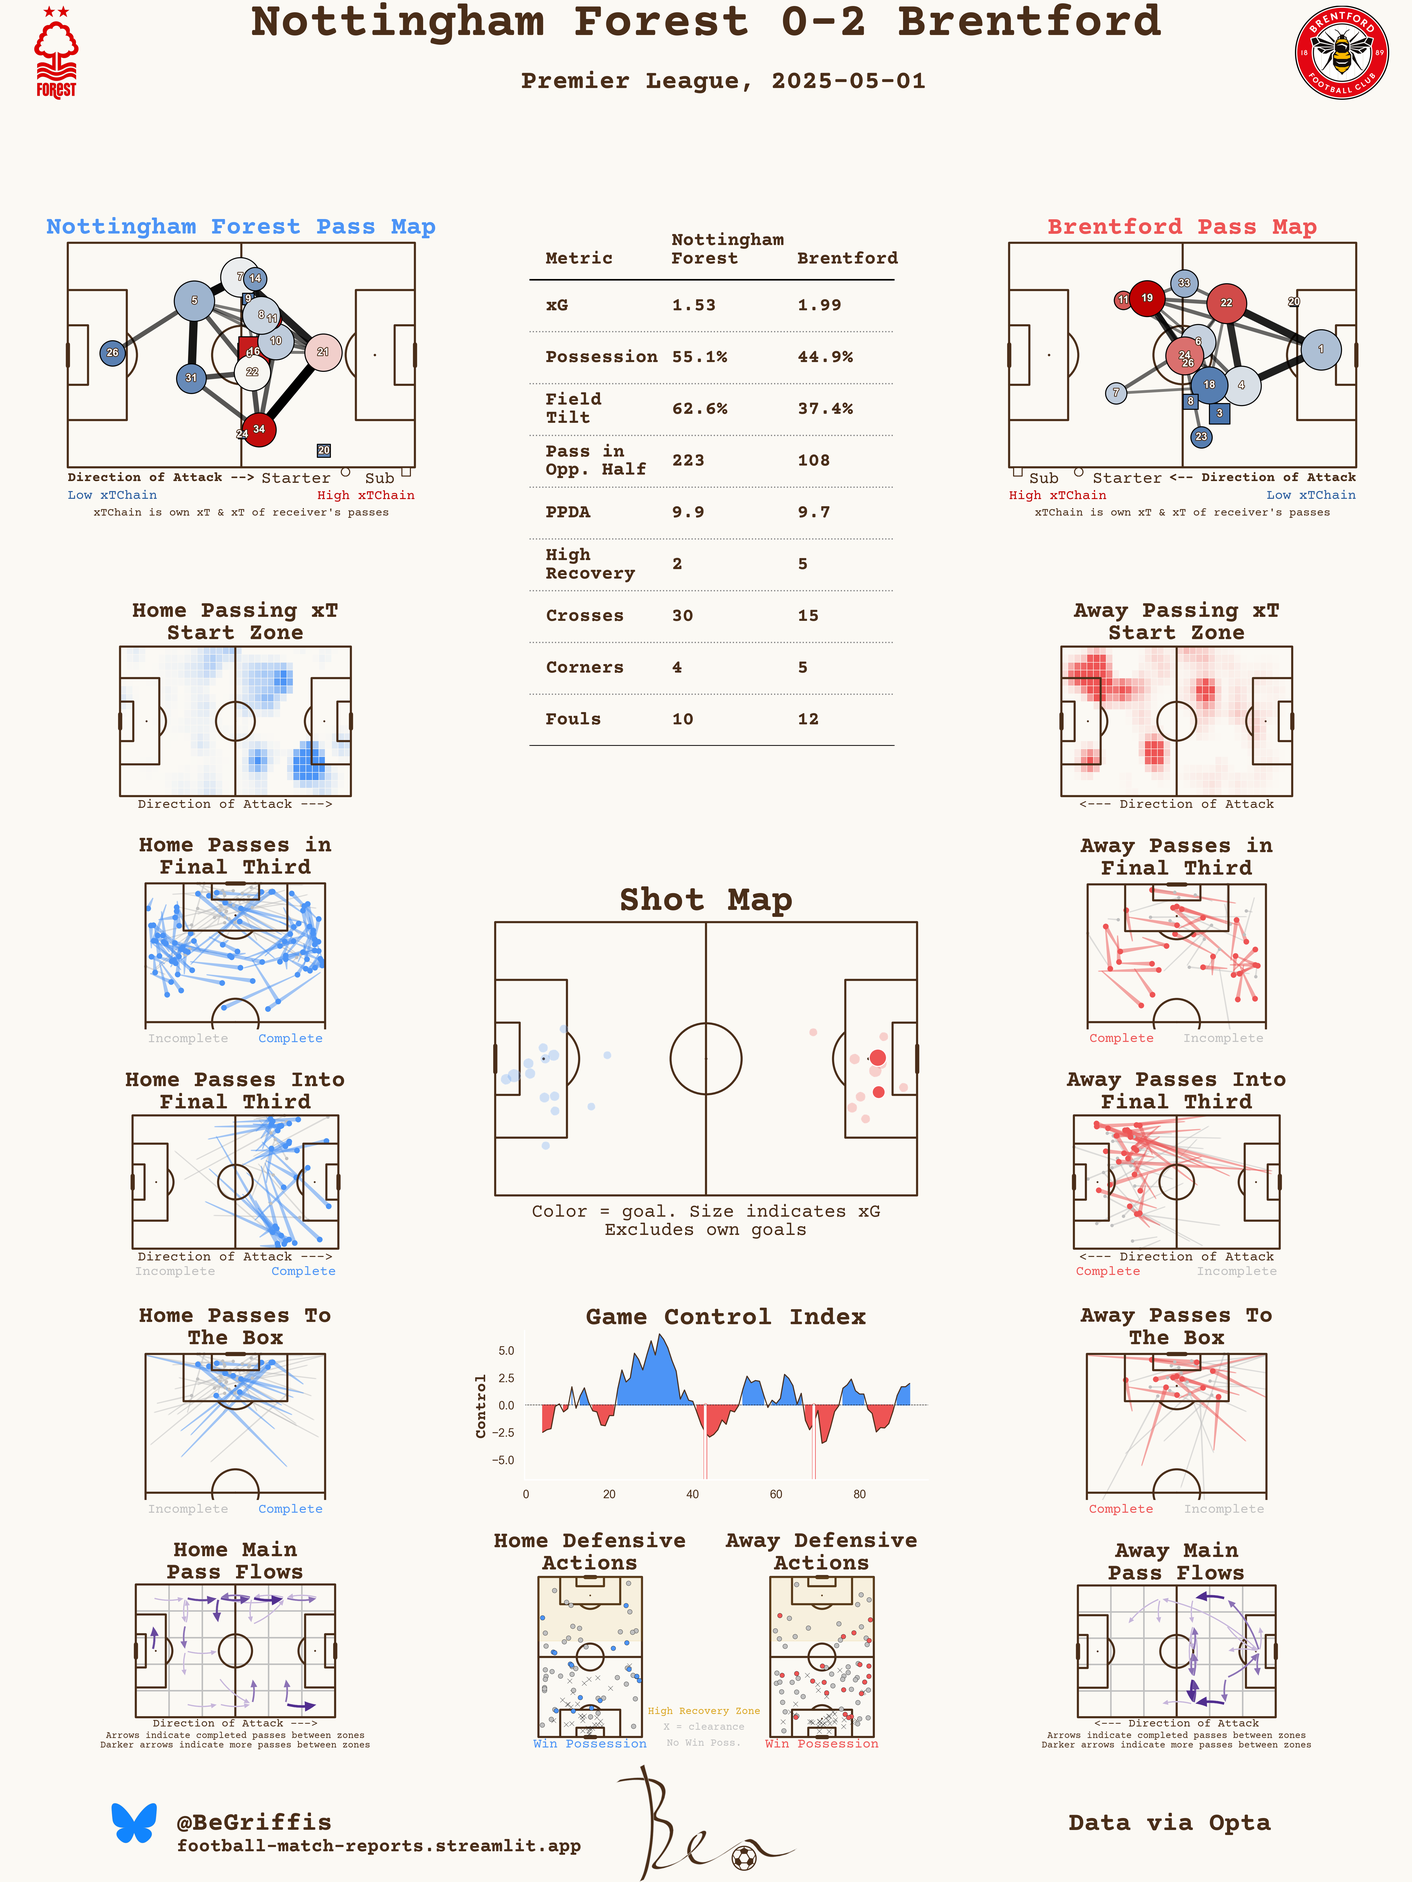 Nottingham Forest 0-2 Brentford
Premier League, 2025-05-01
FOREST
BRENTFORD
18 89
FOOTBALL CLUB
Nottingham Forest Pass Map
7
14
9
5
8
11
10
16
21
26
22
31
24
34
20
Direction of Attack --> Starter Sub
Low xTChain High xTChain
xTChain is own xT & xT of receiver's passes
Metric Nottingham Forest Brentford
xG 1.53 1.99
Possession 55.1% 44.9%
Field Tilt 62.6% 37.4%
Pass in Opp. Half 223 108
PPDA 9.9 9.7
High Recovery 2 5
Crosses 30 15
Corners 4 5
Fouls 10 12
Brentford Pass Map
33
11
19
22
20
6
1
24
26
18
4
7
8
3
23
Sub Starter <-- Direction of Attack
High xTChain Low xTChain
xTChain is own xT & xT of receiver's passes
Home Passing xT
Start Zone
Direction of Attack --->
Away Passing xT
Start Zone
<--- Direction of Attack
Home Passes in
Final Third
Incomplete Complete
Away Passes in
Final Third
Complete Incomplete
Shot Map
Color = goal. Size indicates xG
Excludes own goals
Home Passes Into
Final Third
Direction of Attack --->
Incomplete Complete
Away Passes Into
Final Third
<--- Direction of Attack
Complete Incomplete
Home Passes To
The Box
Incomplete Complete
Game Control Index
Control
5.0
2.5
0.0
−2.5
−5.0
0 20 40 60 80
Away Passes To
The Box
Complete Incomplete
Home Main
Pass Flows
Direction of Attack --->
Arrows indicate completed passes between zones
Darker arrows indicate more passes between zones
Home Defensive
Actions
Win Possession
Away Defensive
Actions
Win Possession
High Recovery Zone
X = clearance
No Win Poss.
Away Main
Pass Flows
<--- Direction of Attack
Arrows indicate completed passes between zones
Darker arrows indicate more passes between zones
@BeGriffis
football-match-reports.streamlit.app
Ben
Data via Opta